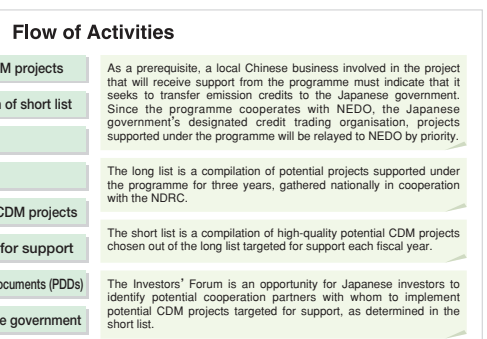 Flow of Activities
M projects
of short list
CDM projects
for support
ocuments (PDDs)
e government
As a prerequisite, a local Chinese business involved in the project
that will receive support from the programme must indicate that it
seeks to transfer emission credits to the Japanese government.
Since the programme cooperates with NEDO, the Japanese
government's designated credit trading organisation, projects
supported under the programme will be relayed to NEDO by priority.
The long list is a compilation of potential projects supported under
the programme for three years, gathered nationally in cooperation
with the NDRC.
The short list is a compilation of high-quality potential CDM projects
chosen out of the long list targeted for support each fiscal year.
The Investors' Forum is an opportunity for Japanese investors to
identify potential cooperation partners with whom to implement
potential CDM projects targeted for support, as determined in the
short list.